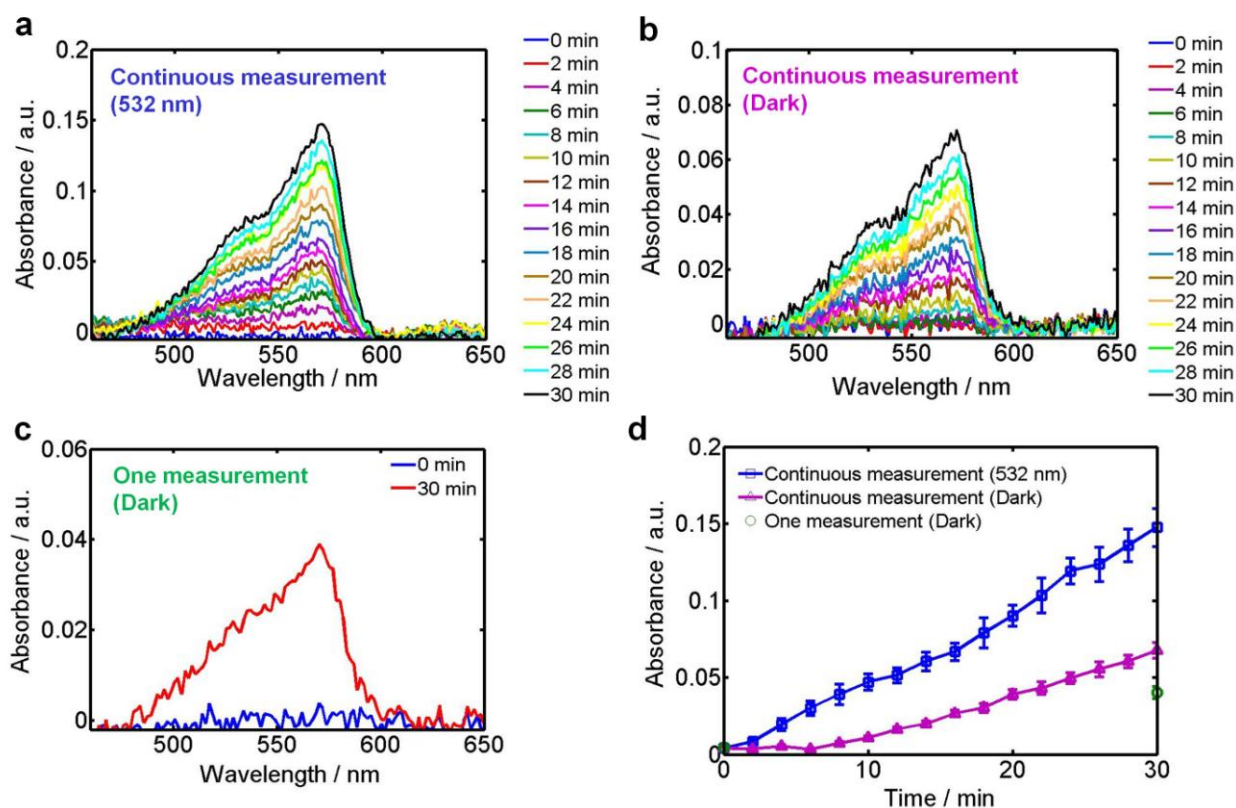 a
Continuous measurement
(532 nm)
0.2
0.15
0.1
0.05
0
500
550
600
650
Absorbance / a.u.
Wavelength / nm
0 min
2 min
4 min
6 min
8 min
10 min
12 min
14 min
16 min
18 min
20 min
22 min
24 min
26 min
28 min
30 min
b
Continuous measurement
(Dark)
0.1
0.08
0.06
0.04
0.02
0
500
550
600
650
Absorbance / a.u.
Wavelength / nm
0 min
2 min
4 min
6 min
8 min
10 min
12 min
14 min
16 min
18 min
20 min
22 min
24 min
26 min
28 min
30 min
c
One measurement
(Dark)
0 min
30 min
0.06
0.04
0.02
0
500
550
600
650
Absorbance / a.u.
Wavelength / nm
d
Continuous measurement (532 nm)
Continuous measurement (Dark)
One measurement (Dark)
0.2
0.15
0.1
0.05
0
0
10
20
30
Absorbance / a.u.
Time / min